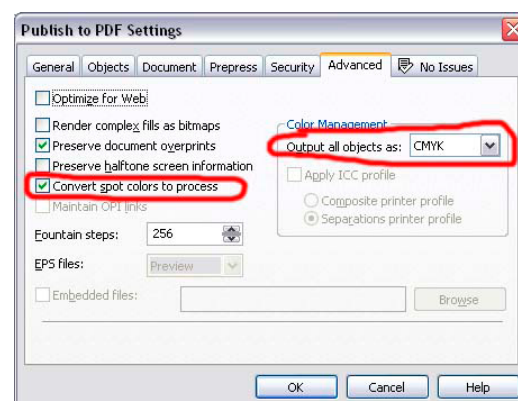 Publish to PDF Settings
General Objects Document Prepress Security Advanced No Issues
Optimize for Web
Render complex fills as bitmaps
Preserve document overprints
Preserve halftone screen information
Convert spot colors to process
Maintain OPI links
Fountain steps: 256
EPS files: Preview
Color Management
Output all objects as: CMYK
Apply ICC profile
Composite printer profile
Separations printer profile
Embedded files: Browse
OK Cancel Help